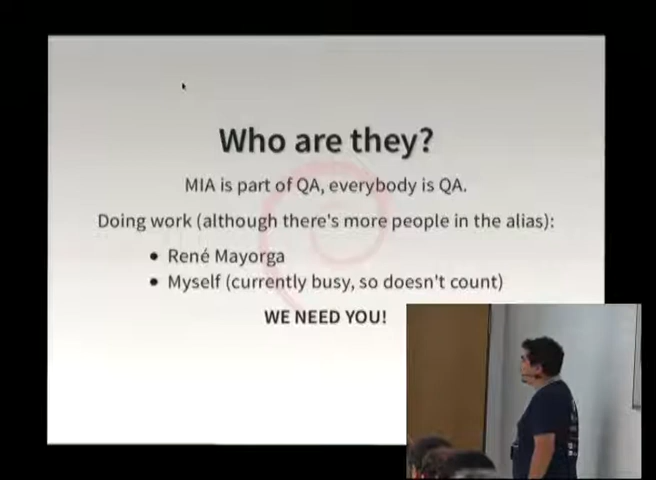 Who are they?
MIA is part of QA, everybody is QA.
Doing work (although there's more people in the alias):
• René Mayorga
• Myself (currently busy, so doesn't count)
WE NEED YOU!